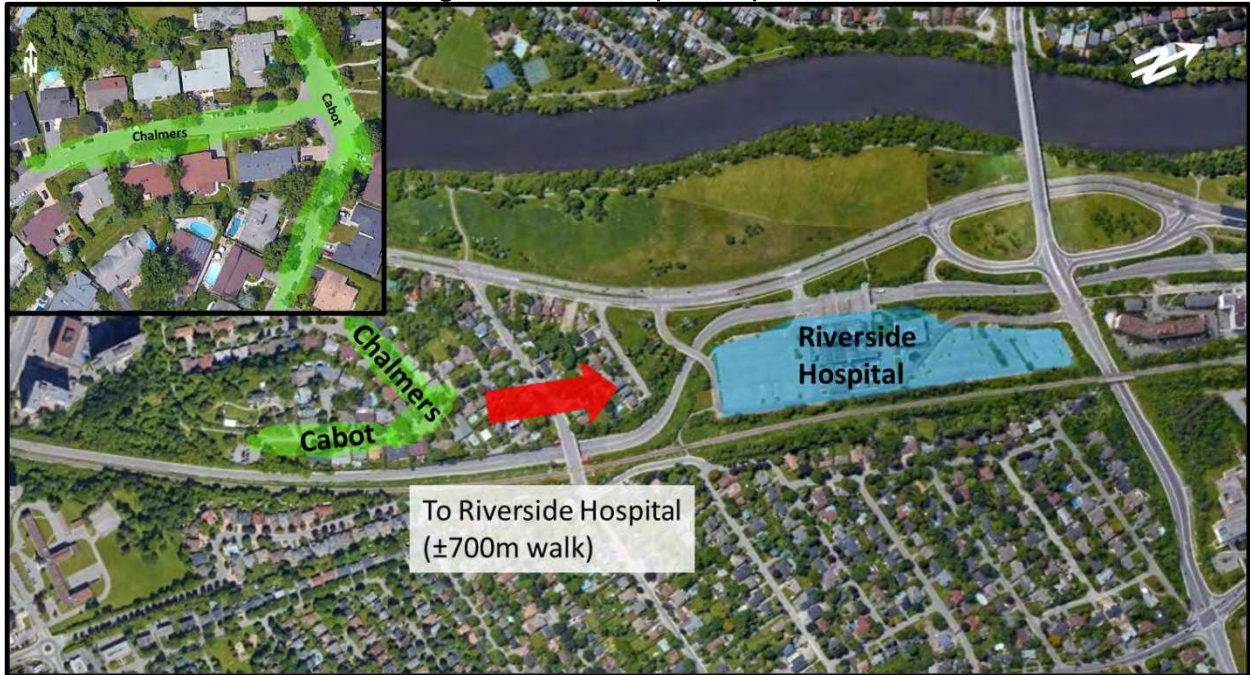 Chalmers
Cabot
N
N
Chalmers
Cabot
Riverside
Hospital
To Riverside Hospital
(±700m walk)